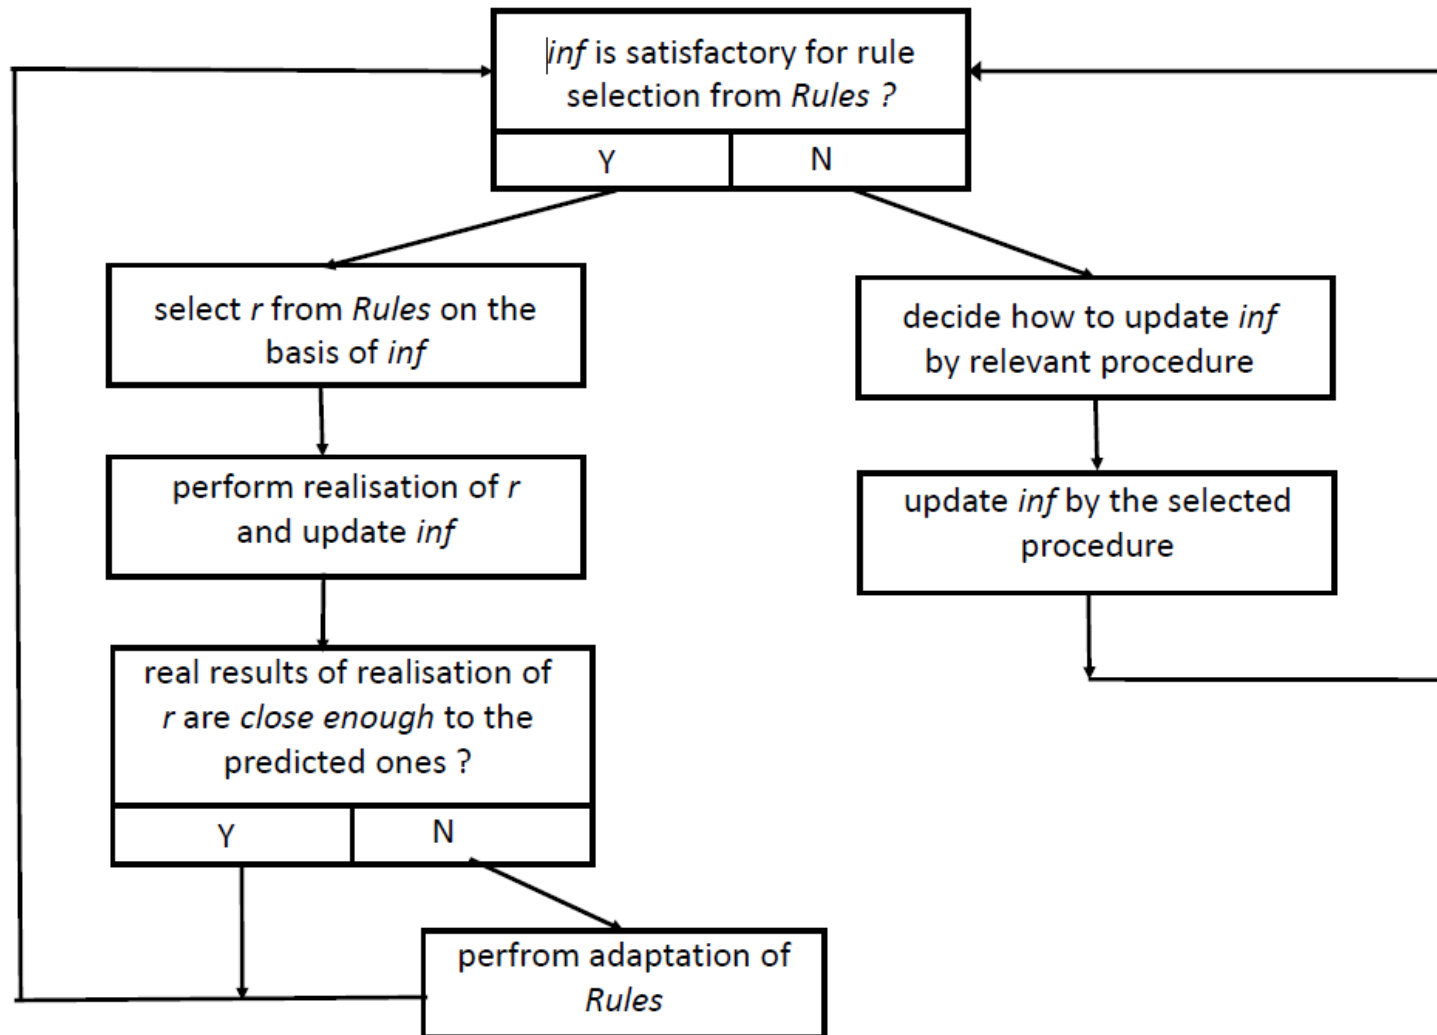 inf is satisfactory for rule
selection from Rules ?
Y
N
select r from Rules on the
basis of inf
decide how to update inf
by relevant procedure
perform realisation of r
and update inf
update inf by the selected
procedure
real results of realisation of
r are close enough to the
predicted ones ?
Y
N
perfrom adaptation of
Rules